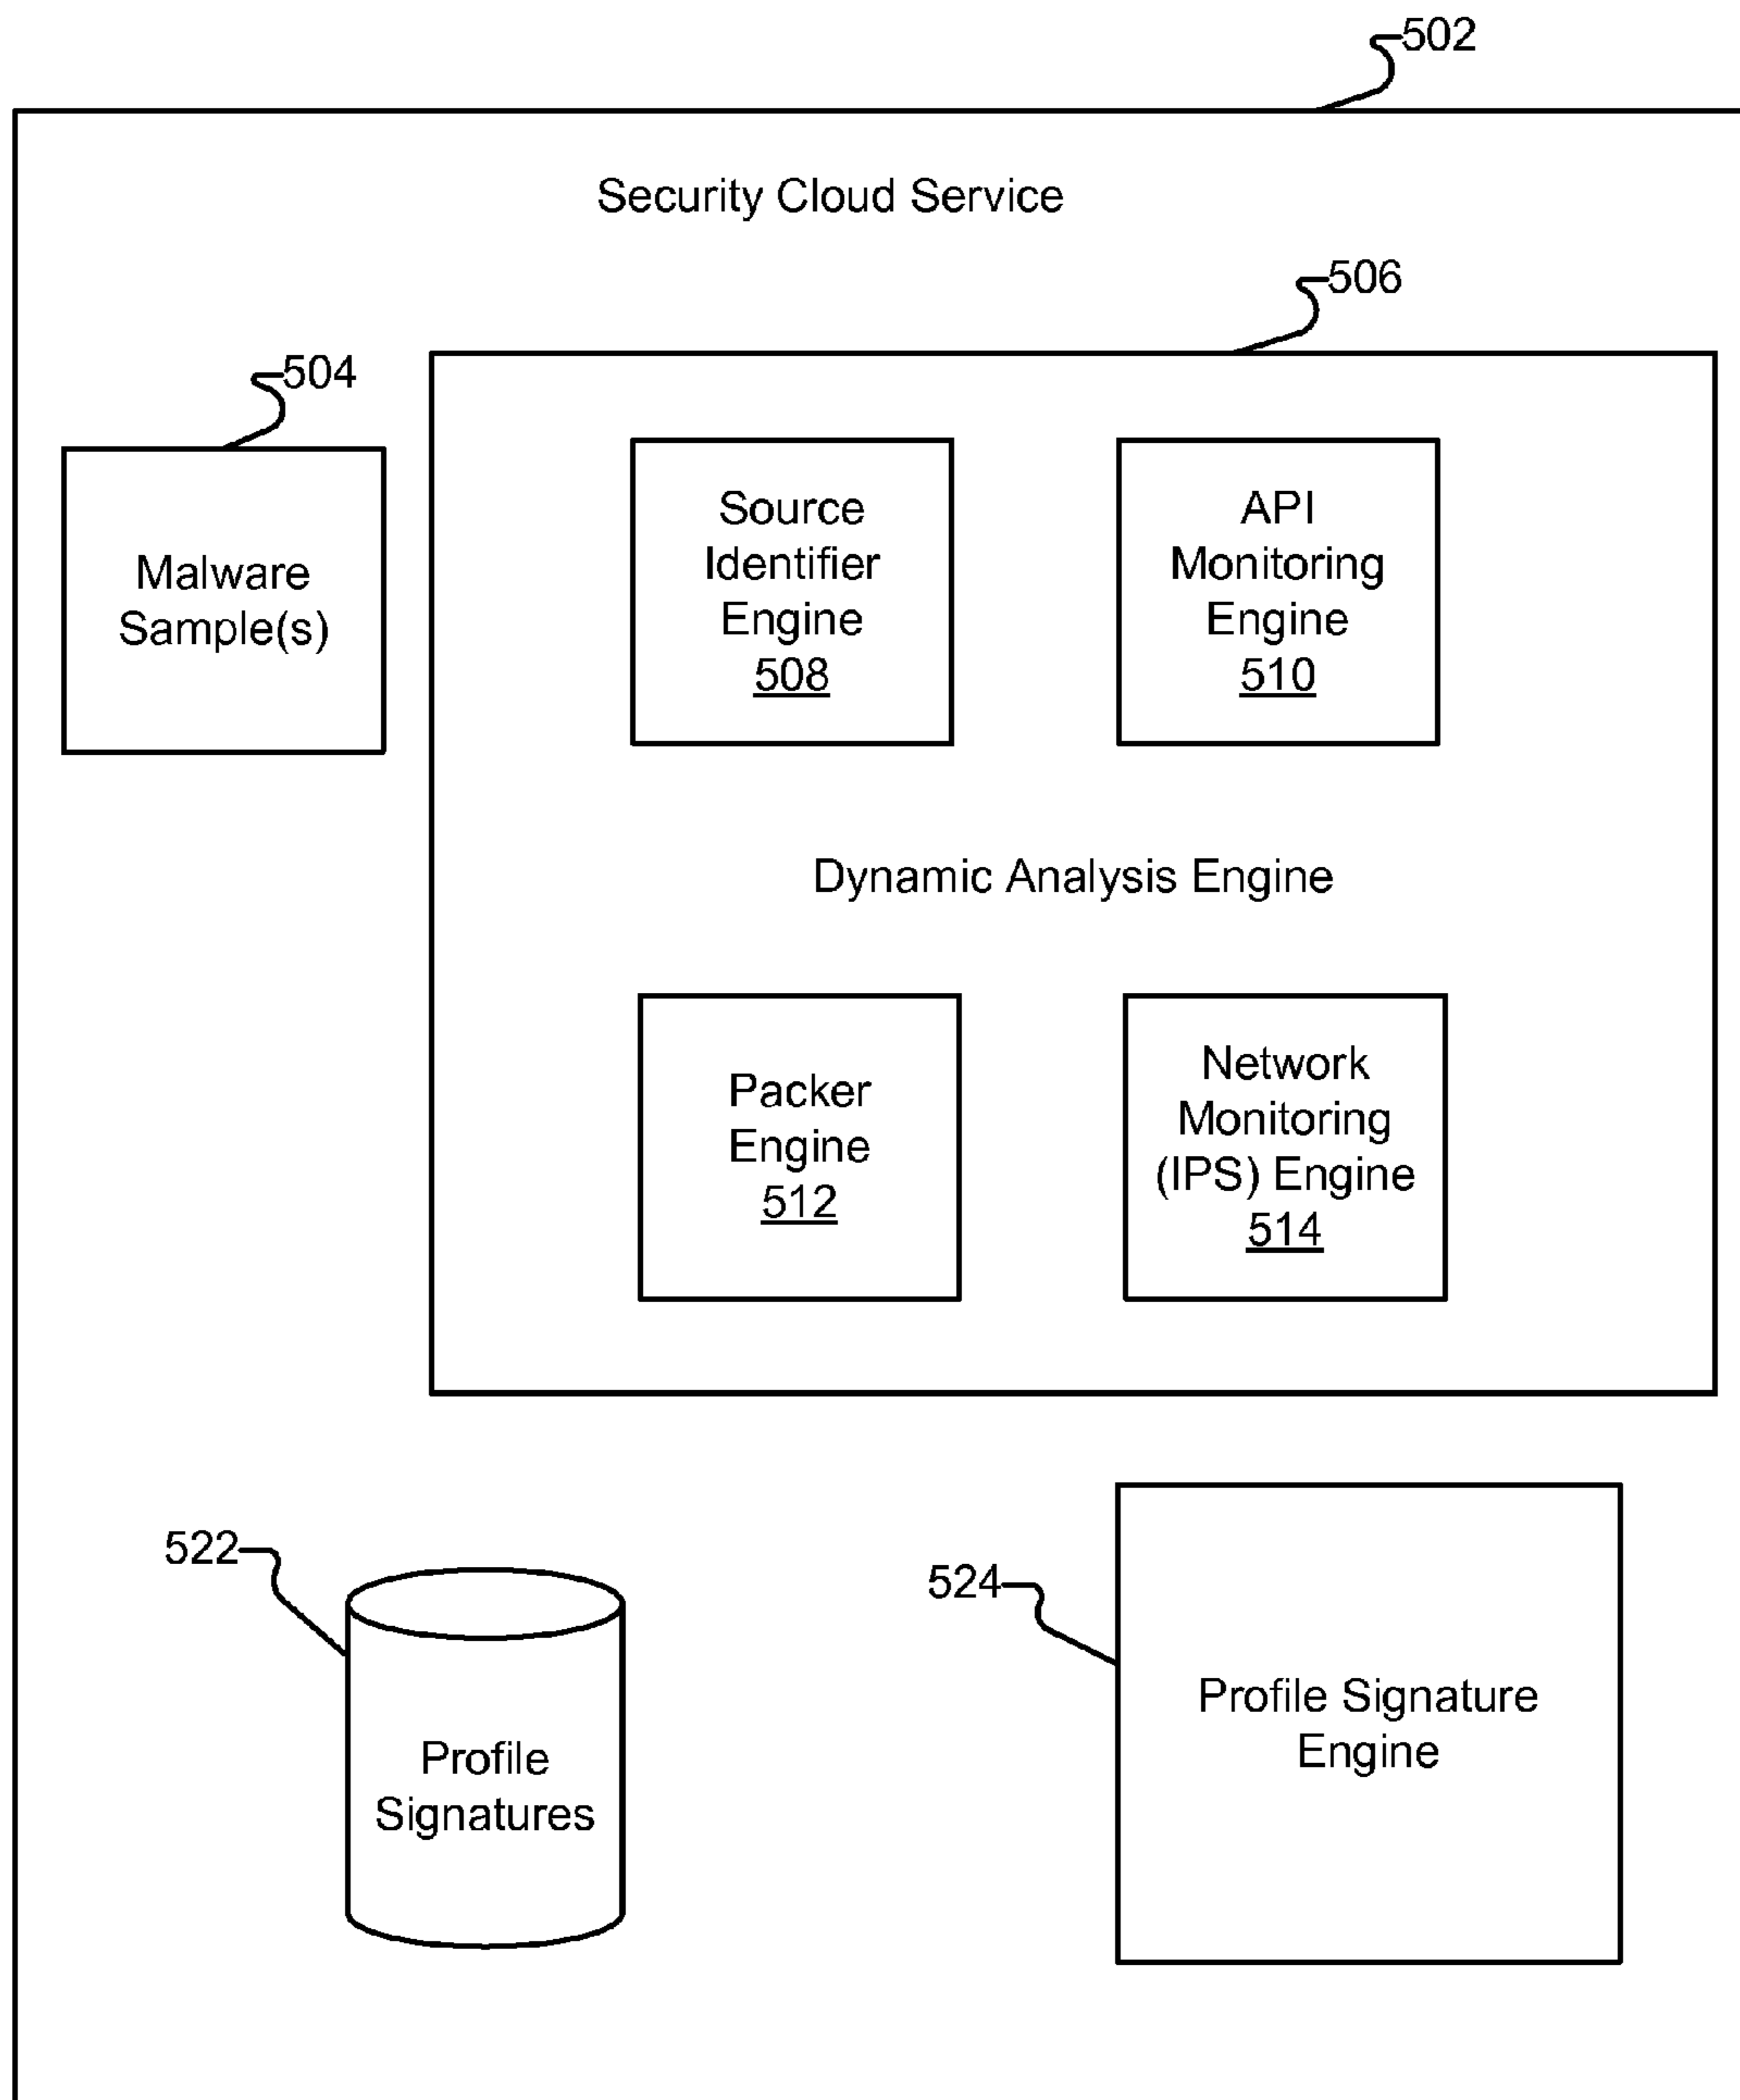 502
Security Cloud Service
506
504
Malware
Sample(s)
Source
Identifier
Engine
508
API
Monitoring
Engine
510
Dynamic Analysis Engine
Packer
Engine
512
Network
Monitoring
(IPS) Engine
514
522
Profile
Signatures
524
Profile Signature
Engine